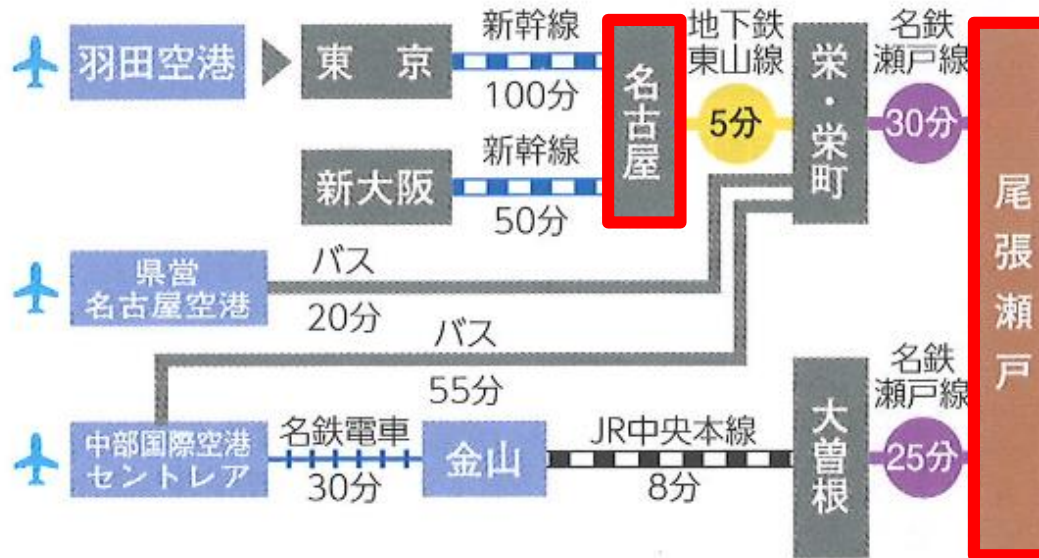 羽田空港
東京
新幹線
100分
名古屋
地下鉄
東山線
5分
栄・栄町
名鉄
瀬戸線
30分
尾張瀬戸
新大阪
新幹線
50分
県営
名古屋空港
バス
20分
バス
55分
中部国際空港
セントレア
名鉄電車
30分
金山
JR中央本線
8分
大曽根
名鉄
瀬戸線
25分